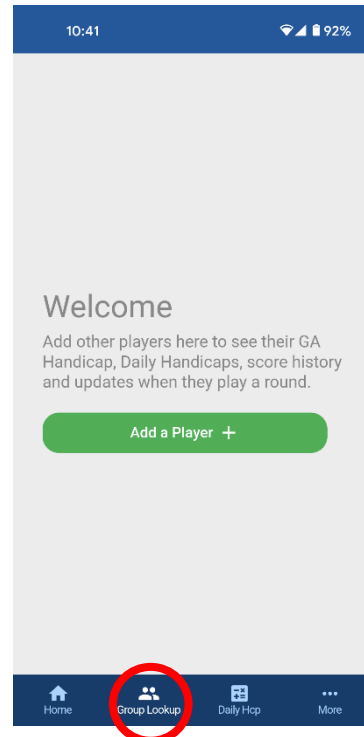 10:41 92%
Welcome
Add other players here to see their GA
Handicap, Daily Handicaps, score history
and updates when they play a round.
Add a Player +
Home Group Lookup Daily Hcp More